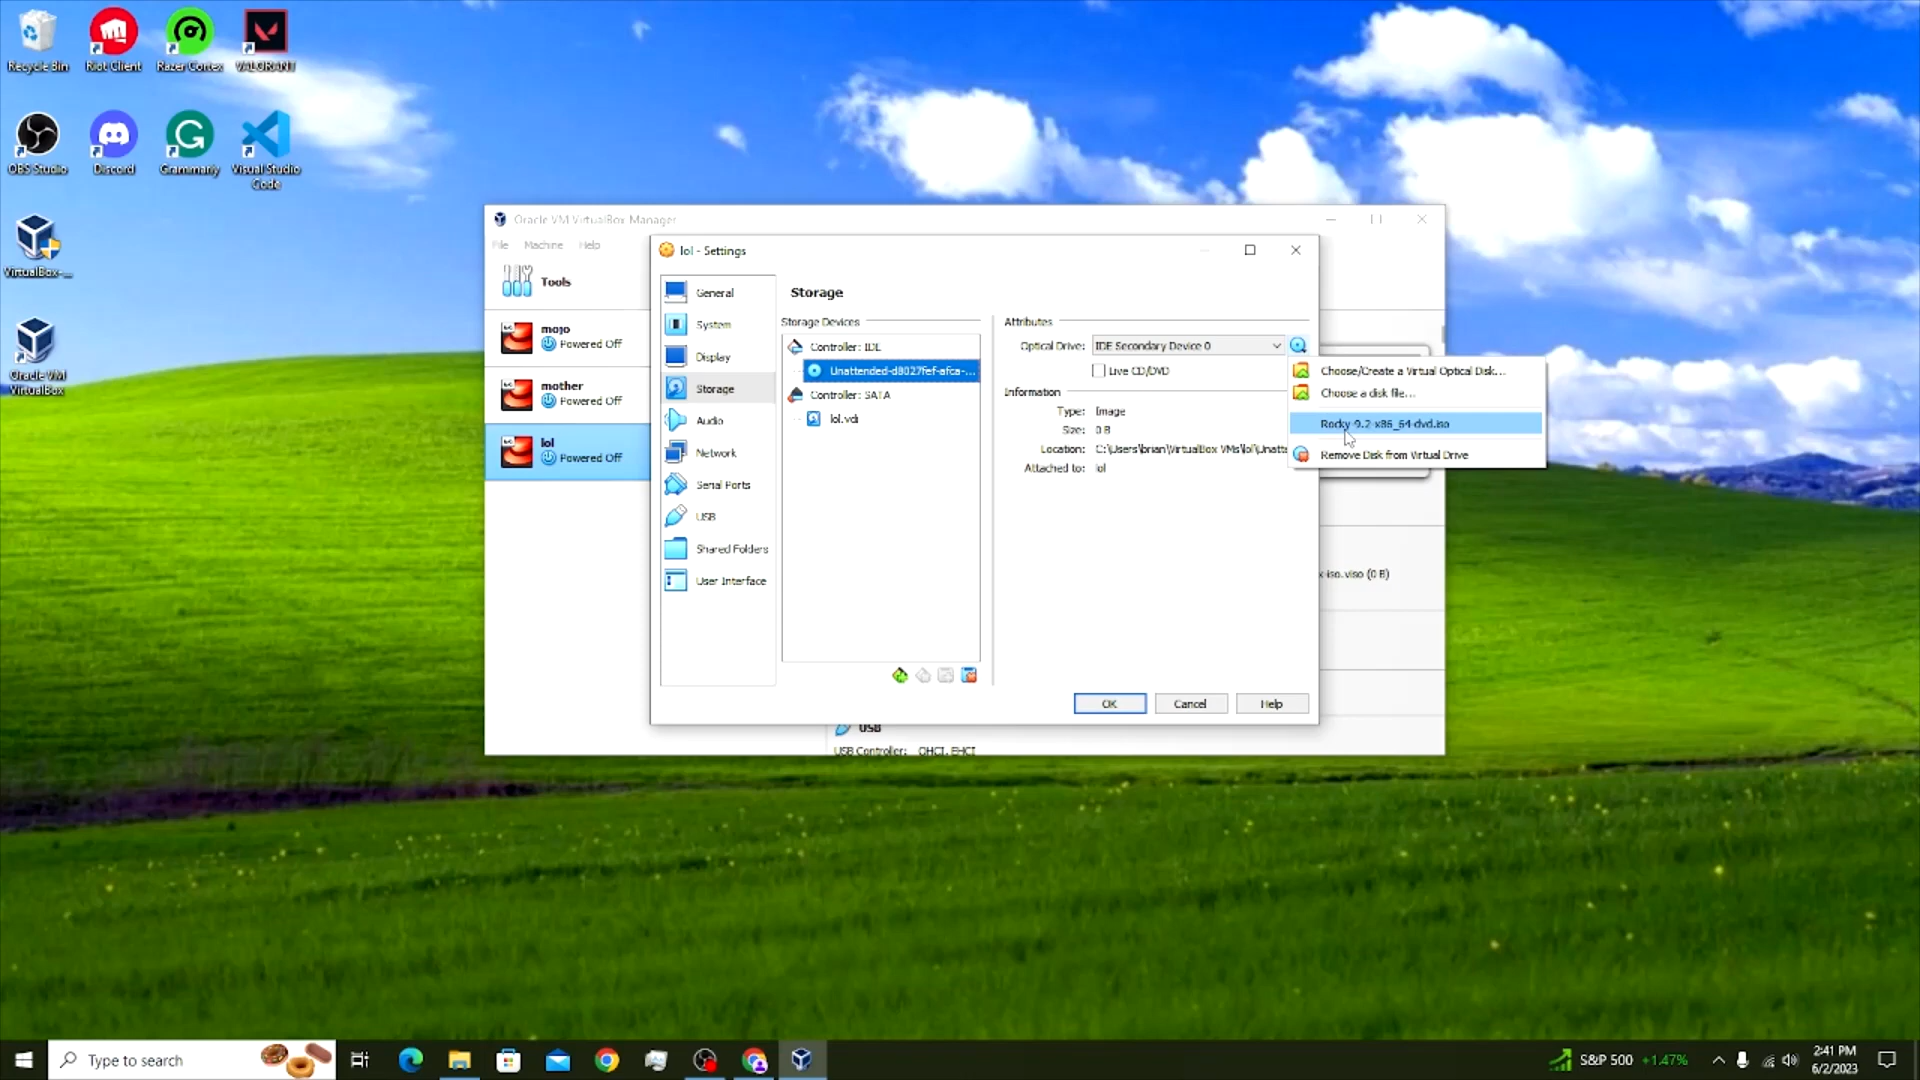 Recycle Bin
Riot Client
Razer Cortex
VALORANT
OBS Studio
Discord
Grammarly
Visual Studio
Code
VirtualBox-...
Oracle VM
VirtualBox
Oracle VM VirtualBox Manager
File Machine Help
Tools
mojo
Powered Off
mother
Powered Off
lol
Powered Off
lol - Settings
General
System
Display
Storage
Audio
Network
Serial Ports
USB
Shared Folders
User Interface
Storage
Storage Devices
Controller: IDE
Unattended-d8027fef-afca-...
Controller: SATA
lol.vdi
Attributes
Optical Drive: IDE Secondary Device 0
Live CD/DVD
Information
Type: Image
Size: 0 B
Location: C:\Users\brian\VirtualBox VMs\lol\Unatte
Attached to: lol
Choose/Create a Virtual Optical Disk...
Choose a disk file...
Rocky-9.2-x86_64-dvd.iso
Remove Disk from Virtual Drive
x-iso.viso (0 B)
OK
Cancel
Help
USB
USB Controller: OHCI, EHCI
Type to search
S&P 500 +1.47%
2:41 PM
6/2/2023